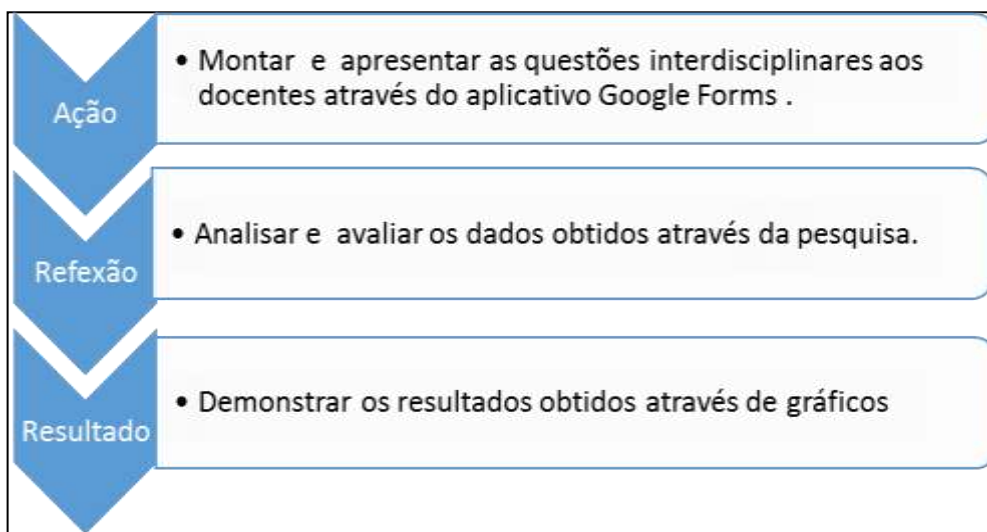 Ação
• Montar e apresentar as questões interdisciplinares aos
docentes através do aplicativo Google Forms .
Refexão
• Analisar e avaliar os dados obtidos através da pesquisa.
Resultado
• Demonstrar os resultados obtidos através de gráficos